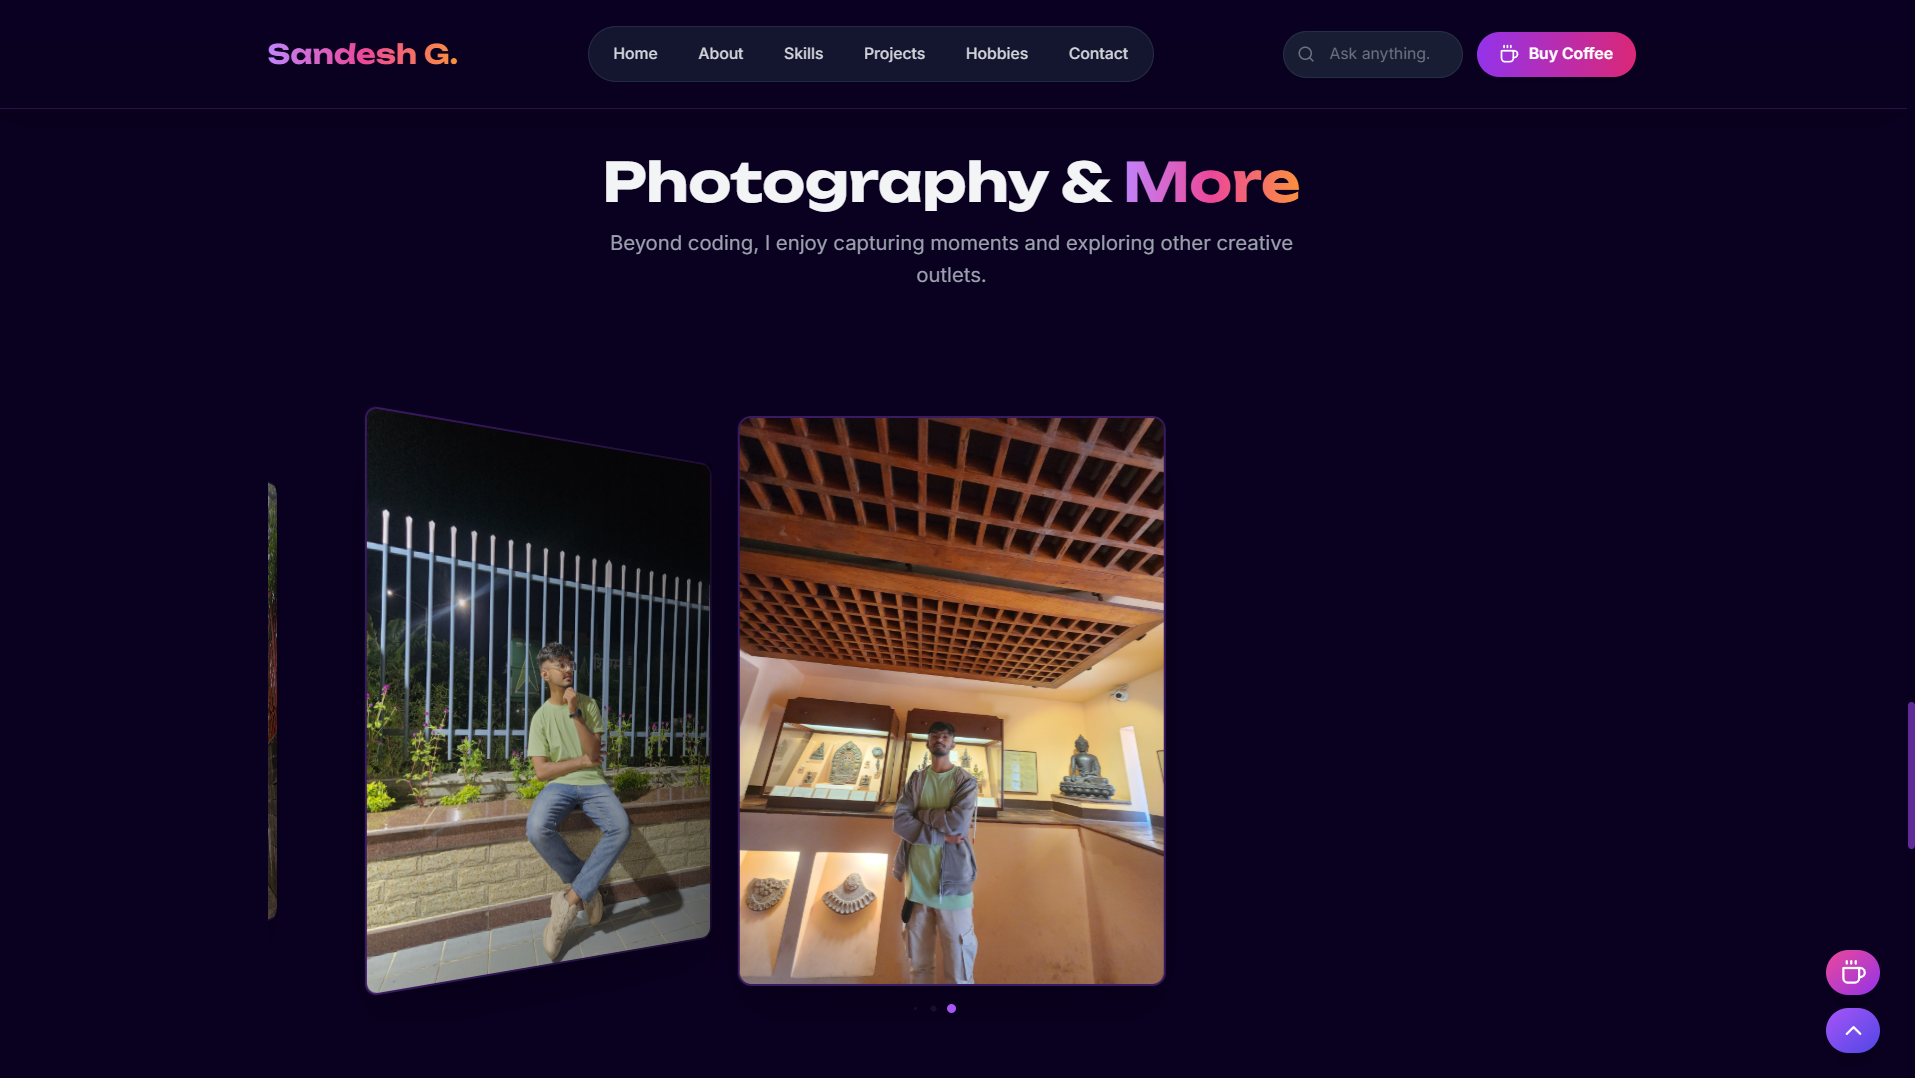 Sandesh G.
Home
About
Skills
Projects
Hobbies
Contact
Ask anything.
Buy Coffee
Photography & More
Beyond coding, I enjoy capturing moments and exploring other creative
outlets.